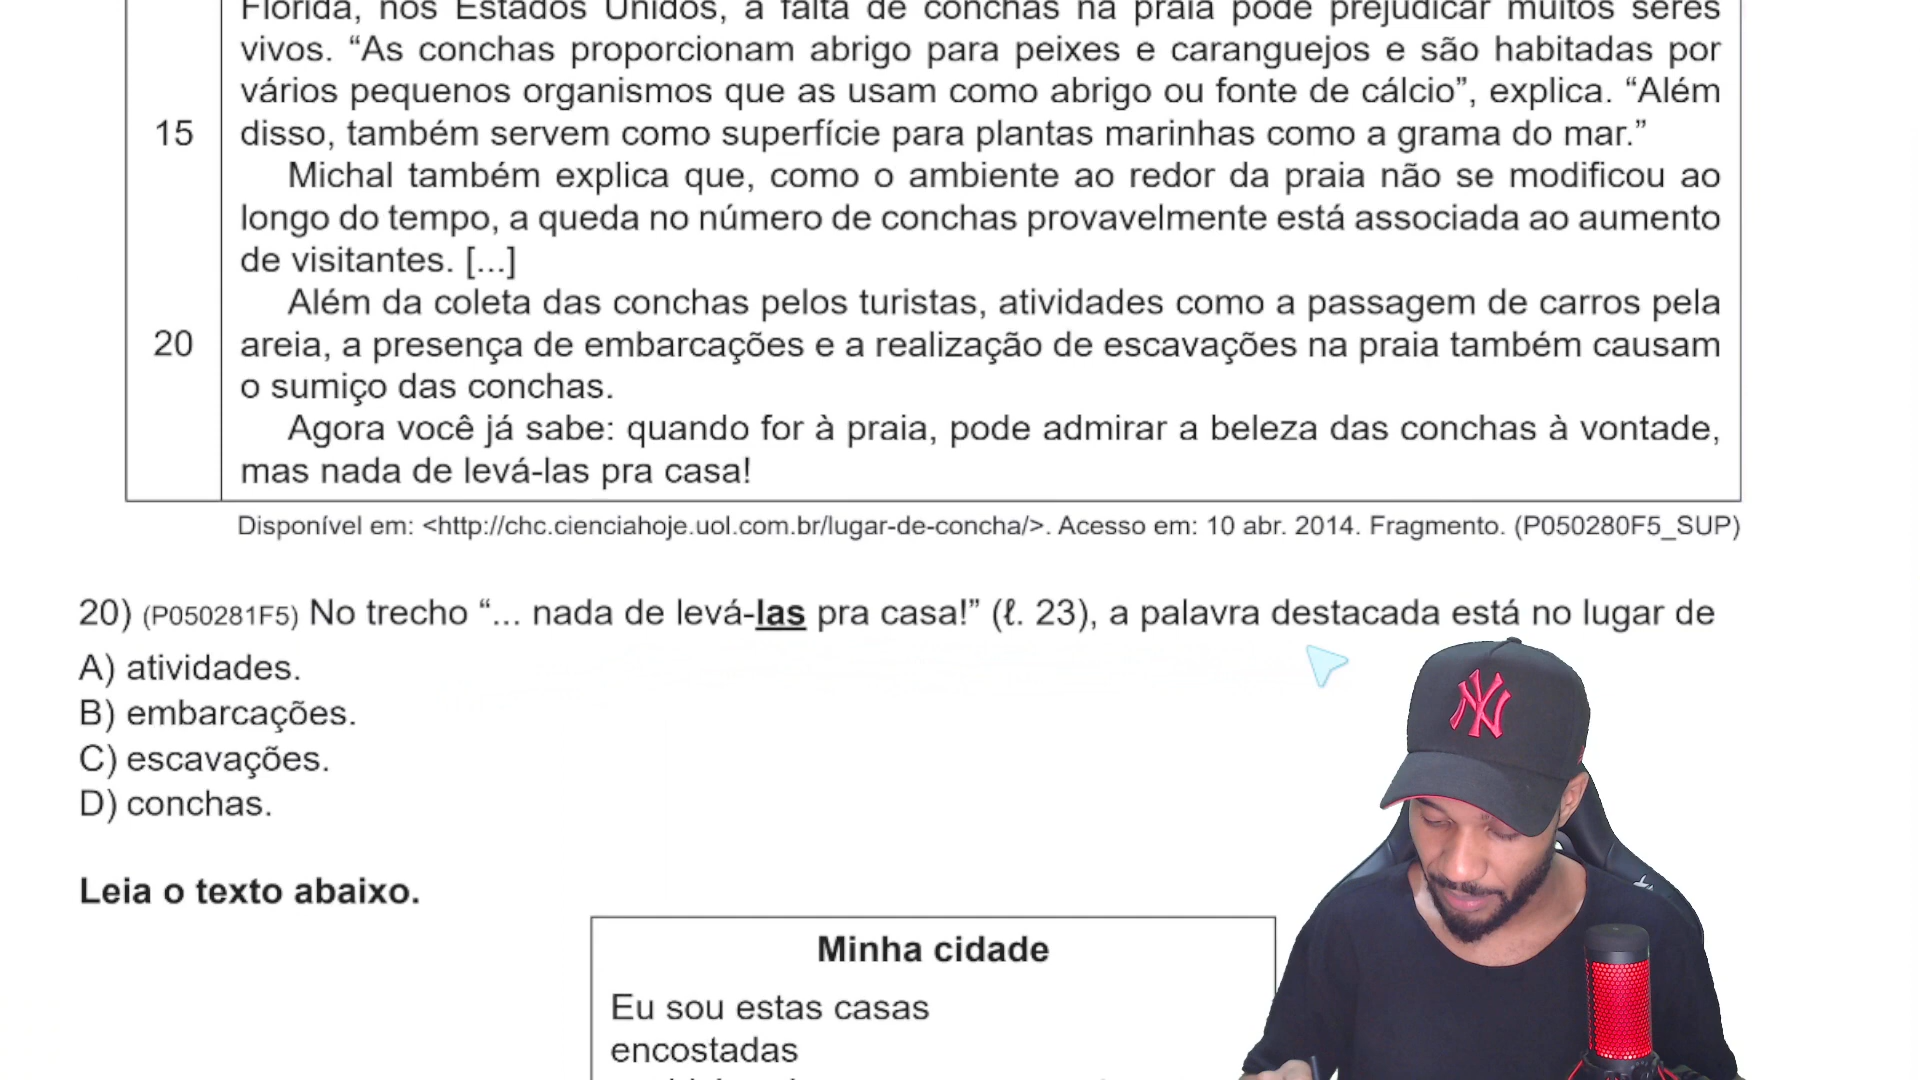 Florida, nos Estados Unidos, a falta de conchas na praia pode prejudicar muitos seres
vivos. “As conchas proporcionam abrigo para peixes e caranguejos e são habitadas por
vários pequenos organismos que as usam como abrigo ou fonte de cálcio”, explica. “Além
15 disso, também servem como superfície para plantas marinhas como a grama do mar.”
Michal também explica que, como o ambiente ao redor da praia não se modificou ao
longo do tempo, a queda no número de conchas provavelmente está associada ao aumento
de visitantes. [...]
Além da coleta das conchas pelos turistas, atividades como a passagem de carros pela
20 areia, a presença de embarcações e a realização de escavações na praia também causam
o sumiço das conchas.
Agora você já sabe: quando for à praia, pode admirar a beleza das conchas à vontade,
mas nada de levá-las pra casa!
Disponível em: <http://chc.cienciahoje.uol.com.br/lugar-de-concha/>. Acesso em: 10 abr. 2014. Fragmento. (P050280F5_SUP)
20) (P050281F5) No trecho “... nada de levá-las pra casa!” (ℓ. 23), a palavra destacada está no lugar de
A) atividades.
B) embarcações.
C) escavações.
D) conchas.
Leia o texto abaixo.
Minha cidade
Eu sou estas casas
encostadas
NY